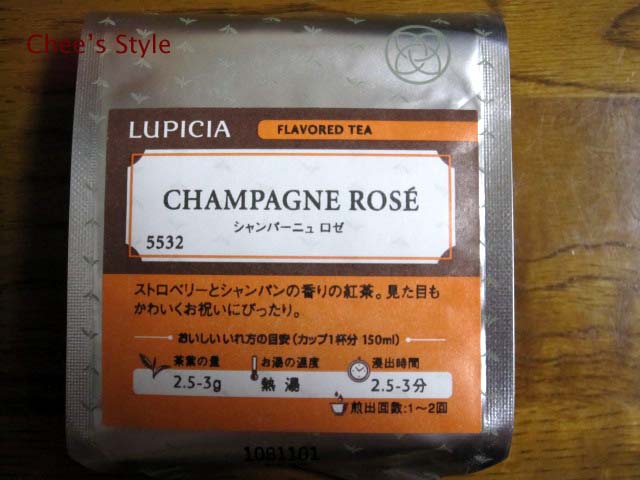 Chee's Style
LUPICIA FLAVORED TEA
CHAMPAGNE ROSÉ
シャンパーニュ ロゼ
5532
ストロベリーとシャンパンの香りの紅茶。見た目も
かわいくお祝いにぴったり。
おいしいいれ方の目安(カップ1杯分 150ml)
茶葉の量 お湯の温度 浸出時間
2.5-3g 熱湯 2.5-3分
煎出回数:1～2回
1081101